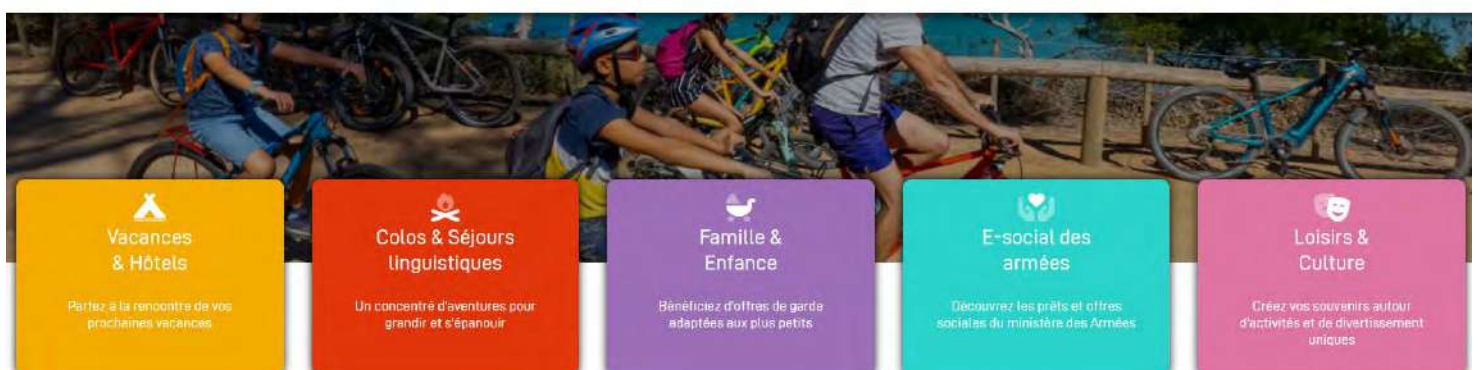 Vacances
& Hôtels
Partez à la rencontre de vos
prochaines vacances
Colos & Séjours
linguistiques
Un concentré d'aventures pour
grandir et s'épanouir
Famille &
Enfance
Bénéficiez d'offres de garde
adaptées aux plus petits
E-social des
armées
Découvrez les prêts et offres
sociales du ministère des Armées
Loisirs &
Culture
Créez vos souvenirs autour
d'activités et de divertissement
uniques